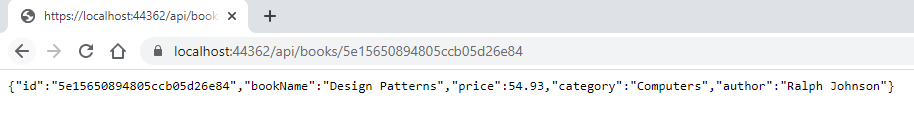 https://localhost:44362/api/book
localhost:44362/api/books/5e15650894805ccb05d26e84
{"id":"5e15650894805ccb05d26e84","bookName":"Design Patterns","price":54.93,"category":"Computers","author":"Ralph Johnson"}